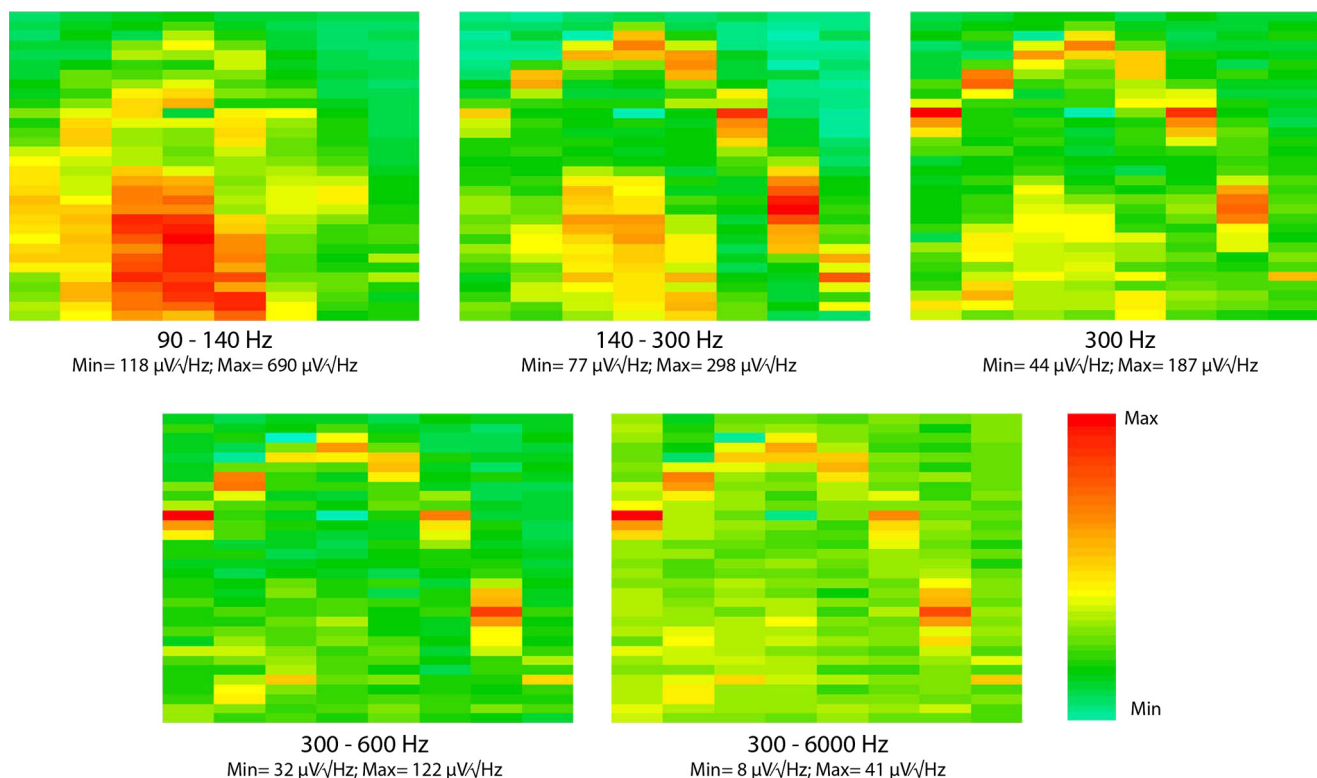 90 - 140 Hz
Min= 118 µV/√Hz; Max= 690 µV/√Hz
140 - 300 Hz
Min= 77 µV/√Hz; Max= 298 µV/√Hz
300 Hz
Min= 44 µV/√Hz; Max= 187 µV/√Hz
Max
Min
300 - 600 Hz
Min= 32 µV/√Hz; Max= 122 µV/√Hz
300 - 6000 Hz
Min= 8 µV/√Hz; Max= 41 µV/√Hz